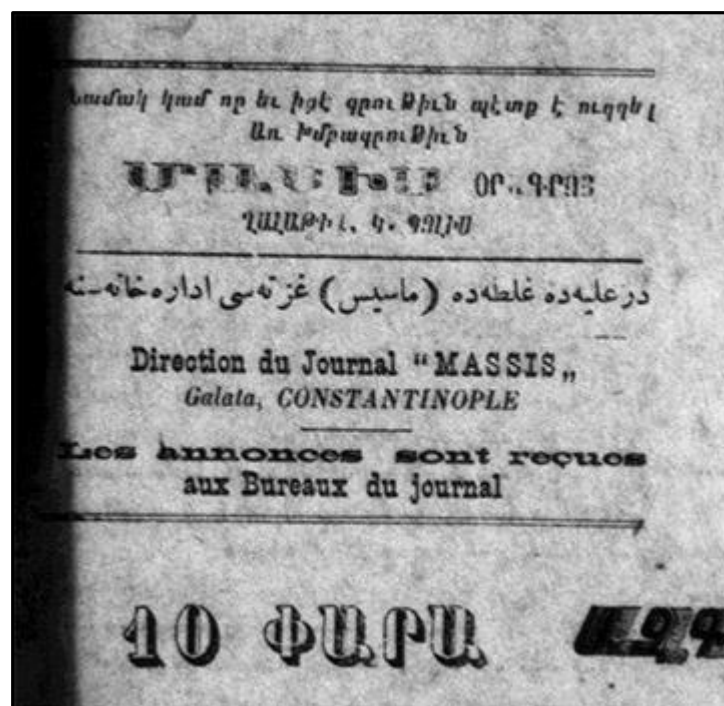 Նամակ կամ որ եւ իցէ գրութիւն պէտք է ուղղել
Առ Խմբագրութիւն
ՄԱՍԻՍ ՕՐԱԳՐՈՅ
ՂԱԼԱԹԻԱ, Կ. ՊՈԼԻՍ
درعلیه‌ده غلطه‌ده (ماسیس) غزته‌سی اداره خانه‌سنه
Direction du Journal "MASSIS„
Galata, CONSTANTINOPLE
Les annonces sont reçues
aux Bureaux du journal
10 ՓԱՐԱ